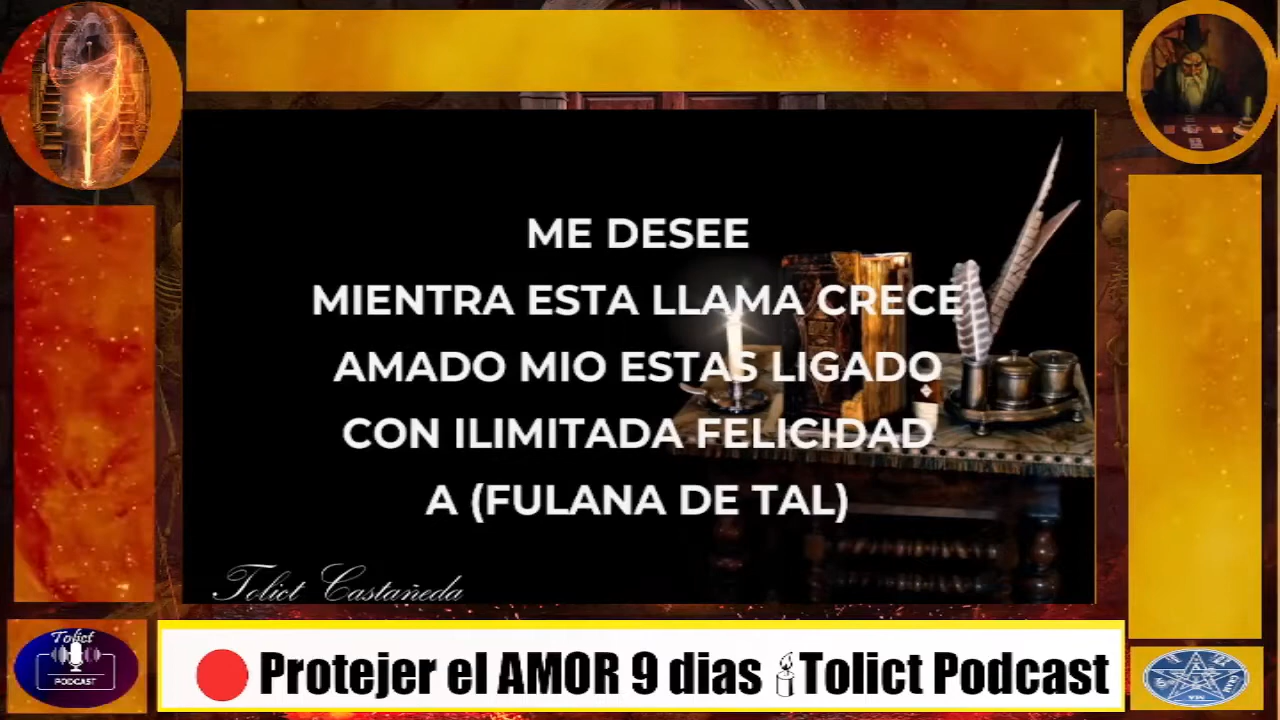 ME DESEE
MIENTRA ESTA LLAMA CRECE
AMADO MIO ESTAS LIGADO
CON ILIMITADA FELICIDAD
A (FULANA DE TAL)
Tolict Castañeda
Tolict
PODCAST
Protejer el AMOR 9 dias Tolict Podcast